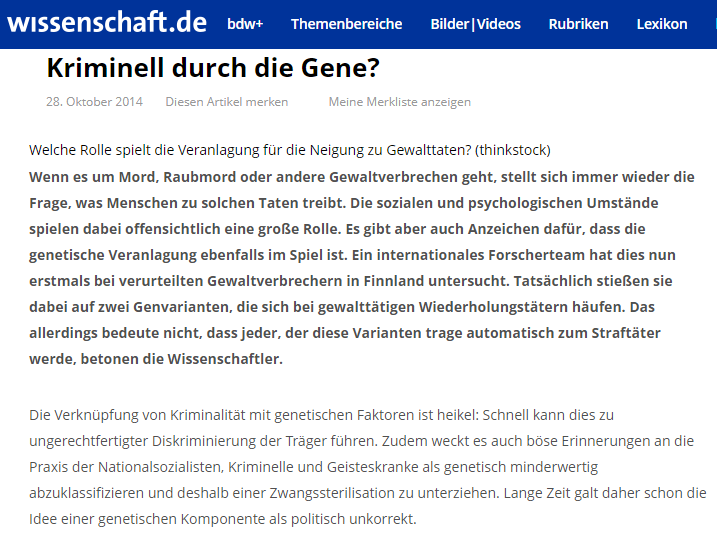 wissenschaft.de bdw+ Themenbereiche Bilder|Videos Rubriken Lexikon
Kriminell durch die Gene?
28. Oktober 2014 Diesen Artikel merken Meine Merkliste anzeigen
Welche Rolle spielt die Veranlagung für die Neigung zu Gewalttaten? (thinkstock)
Wenn es um Mord, Raubmord oder andere Gewaltverbrechen geht, stellt sich immer wieder die
Frage, was Menschen zu solchen Taten treibt. Die sozialen und psychologischen Umstände
spielen dabei offensichtlich eine große Rolle. Es gibt aber auch Anzeichen dafür, dass die
genetische Veranlagung ebenfalls im Spiel ist. Ein internationales Forscherteam hat dies nun
erstmals bei verurteilten Gewaltverbrechern in Finnland untersucht. Tatsächlich stießen sie
dabei auf zwei Genvarianten, die sich bei gewalttätigen Wiederholungstätern häufen. Das
allerdings bedeute nicht, dass jeder, der diese Varianten trage automatisch zum Straftäter
werde, betonen die Wissenschaftler.
Die Verknüpfung von Kriminalität mit genetischen Faktoren ist heikel: Schnell kann dies zu
ungerechtfertigter Diskriminierung der Träger führen. Zudem weckt es auch böse Erinnerungen an die
Praxis der Nationalsozialisten, Kriminelle und Geisteskranke als genetisch minderwertig
abzuklassifizieren und deshalb einer Zwangssterilisation zu unterziehen. Lange Zeit galt daher schon die
Idee einer genetischen Komponente als politisch unkorrekt.